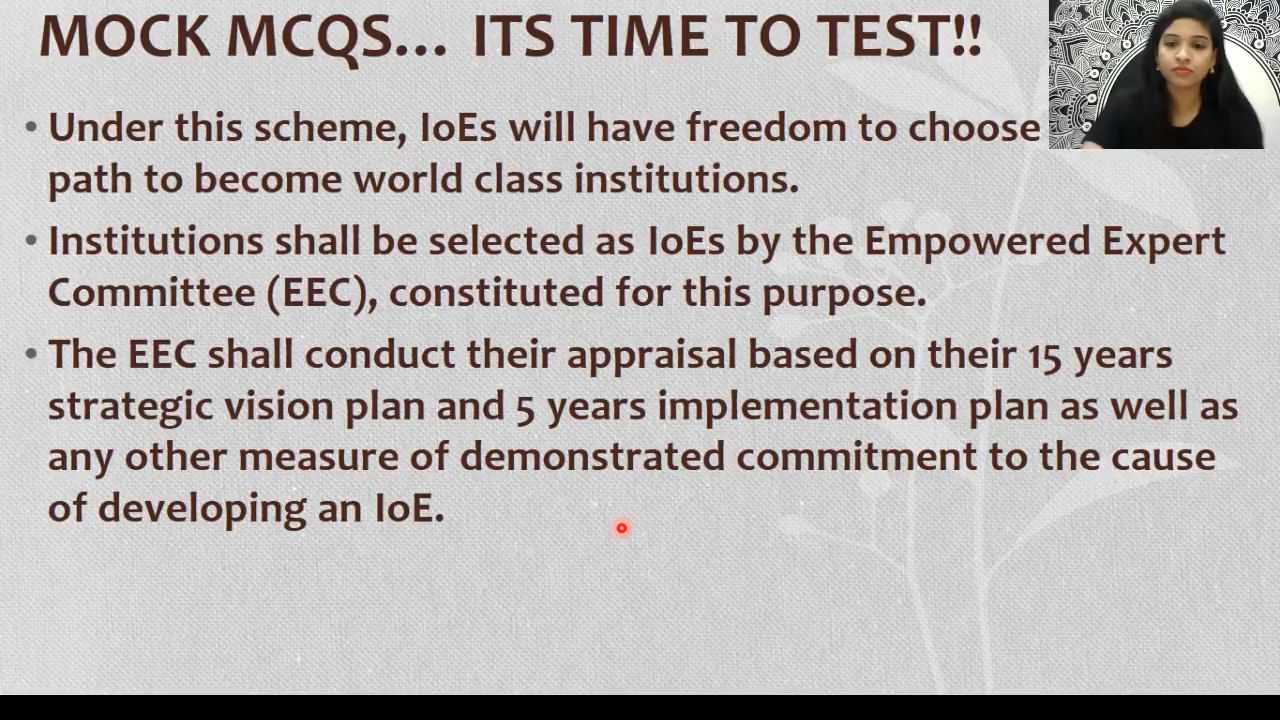 MOCK MCQS... ITS TIME TO TEST!!
• Under this scheme, IoEs will have freedom to choose
path to become world class institutions.
• Institutions shall be selected as IoEs by the Empowered Expert
Committee (EEC), constituted for this purpose.
• The EEC shall conduct their appraisal based on their 15 years
strategic vision plan and 5 years implementation plan as well as
any other measure of demonstrated commitment to the cause
of developing an IoE.